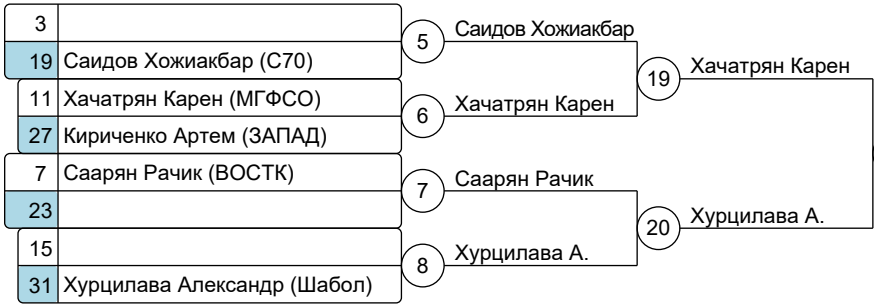 3
19 Саидов Хожиакбар (С70)
5
Саидов Хожиакбар
11 Хачатрян Карен (МГФСО)
27 Кириченко Артем (ЗАПАД)
6
Хачатрян Карен
19
Хачатрян Карен
7 Саарян Рачик (ВОСТК)
23
7
Саарян Рачик
15
31 Хурцилава Александр (Шабол)
8
Хурцилава А.
20
Хурцилава А.